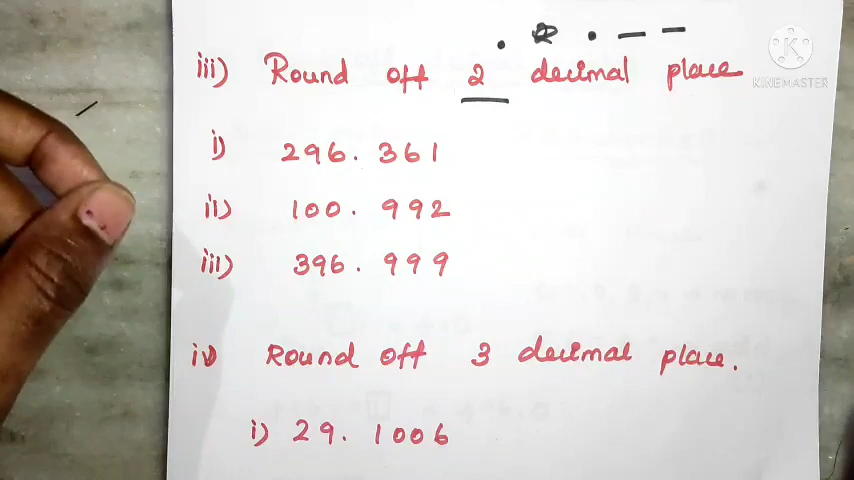 iii) Round off 2 decimal place
KINEMASTER
i) 296.361
ii) 100.992
iii) 396.999
iv) Round off 3 decimal place.
i) 29.1006